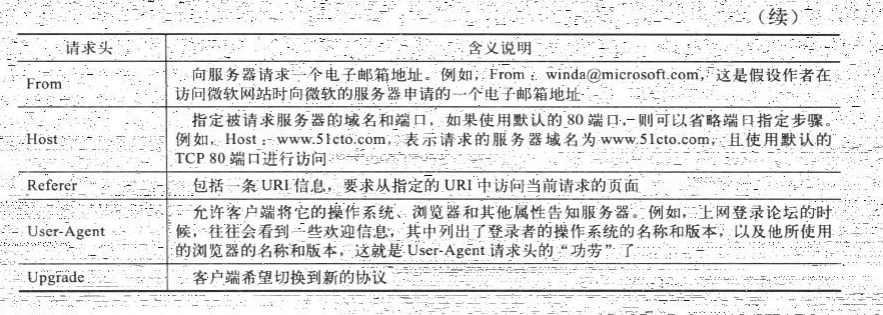 （续）
请求头 含义说明
From 向服务器请求一个电子邮箱地址。例如，From：winda@microsoft.com，这是假设作者在
访问微软网站时向微软的服务器申请的一个电子邮箱地址
Host 指定被请求服务器的域名和端口，如果使用默认的 80 端口，则可以省略端口指定步骤。
例如，Host：www.51cto.com，表示请求的服务器域名为 www.51cto.com，且使用默认的
TCP 80 端口进行访问
Referer 包括一条 URI 信息，要求从指定的 URI 中访问当前请求的页面
User-Agent 允许客户端将它的操作系统、浏览器和其他属性告知服务器。例如，上网登录论坛的时
候，往往会看到一些欢迎信息，其中列出了登录者的操作系统的名称和版本，以及他所使用
的浏览器的名称和版本，这就是 User-Agent 请求头的“功劳”了
Upgrade 客户端希望切换到新的协议